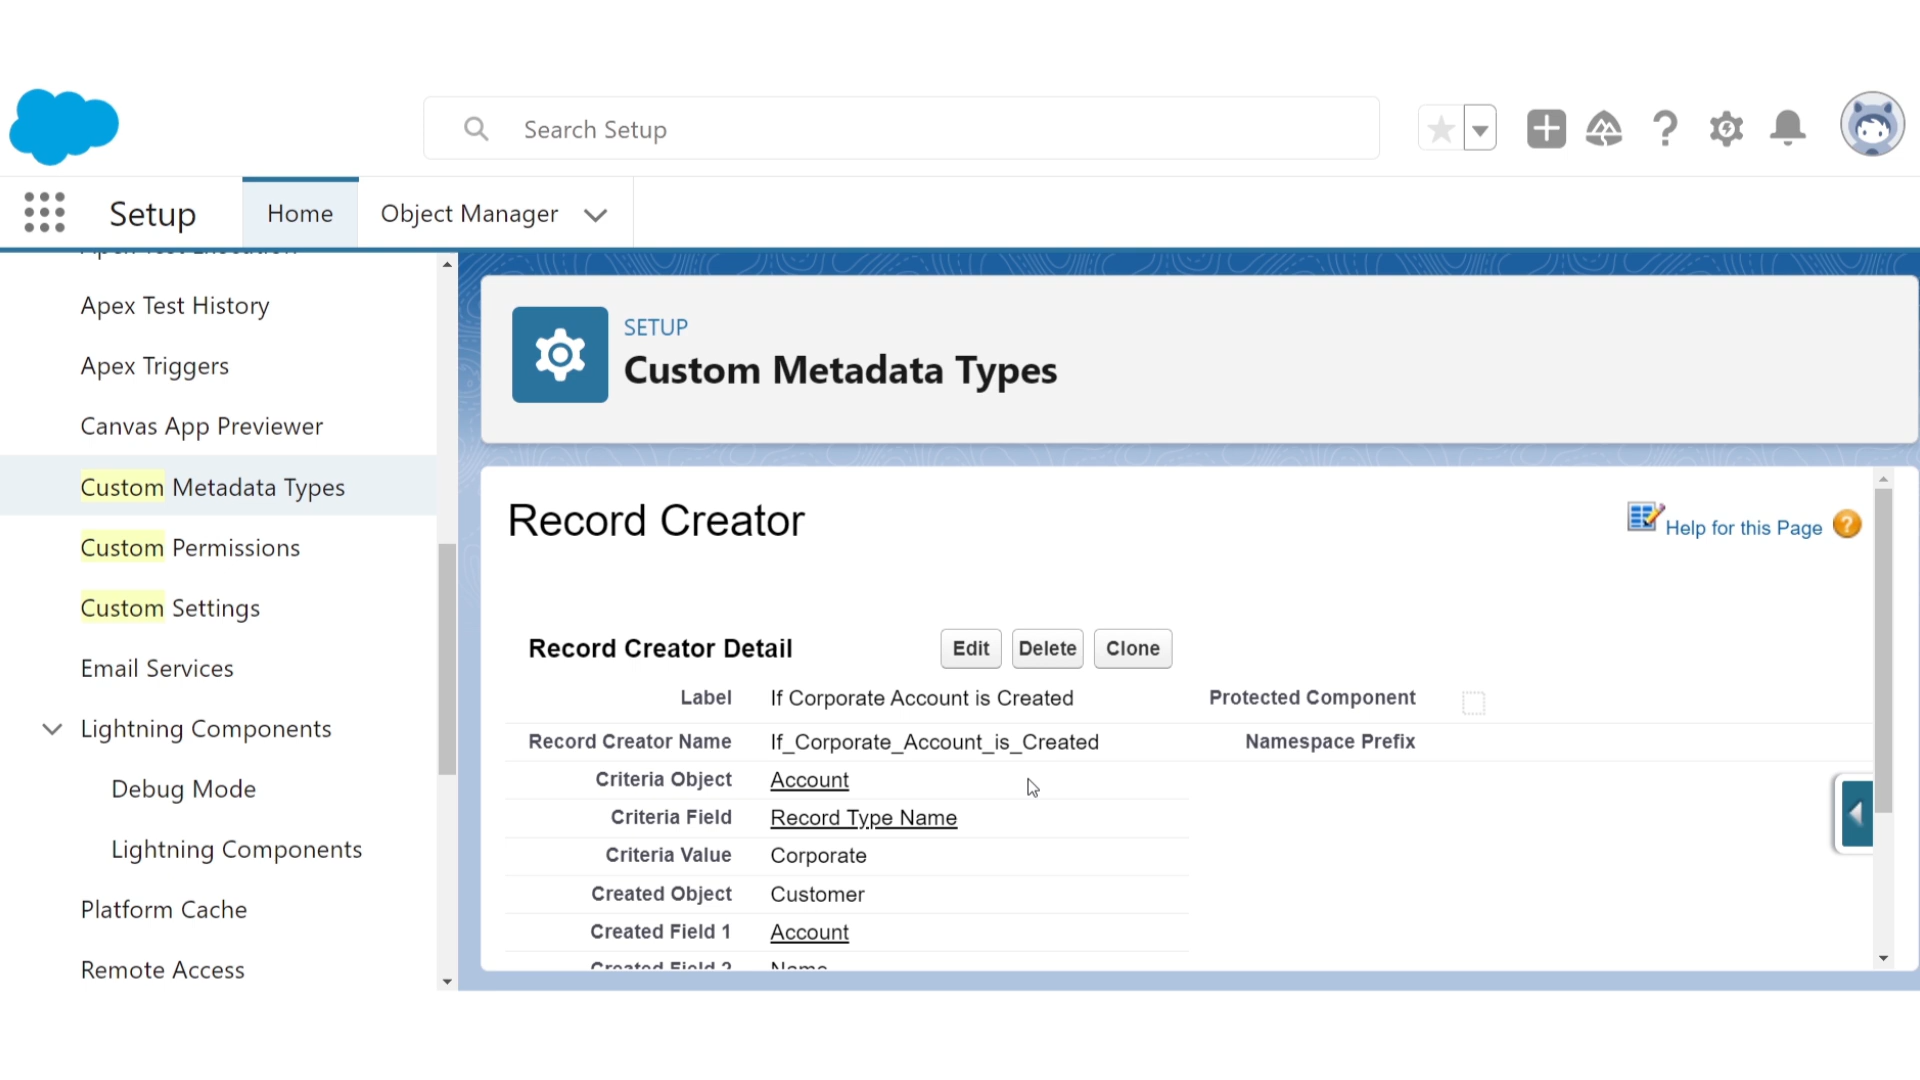 Search Setup
Setup
Home
Object Manager
Apex Test History
Apex Triggers
Canvas App Previewer
Custom Metadata Types
Custom Permissions
Custom Settings
Email Services
Lightning Components
Debug Mode
Lightning Components
Platform Cache
Remote Access
SETUP
Custom Metadata Types
Record Creator
Help for this Page ?
Record Creator Detail
Edit
Delete
Clone
Label If Corporate Account is Created Protected Component
Record Creator Name If_Corporate_Account_is_Created Namespace Prefix
Criteria Object Account
Criteria Field Record Type Name
Criteria Value Corporate
Created Object Customer
Created Field 1 Account
Created Field 2 Name